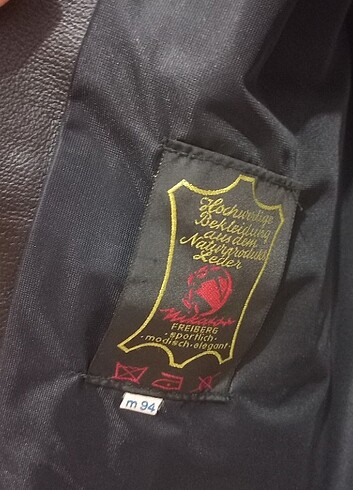 Hochwertige
Bekleidung
aus dem
Naturprodukt
Leder
FREIBERG
·sportlich·
·modisch·elegant·
m 94